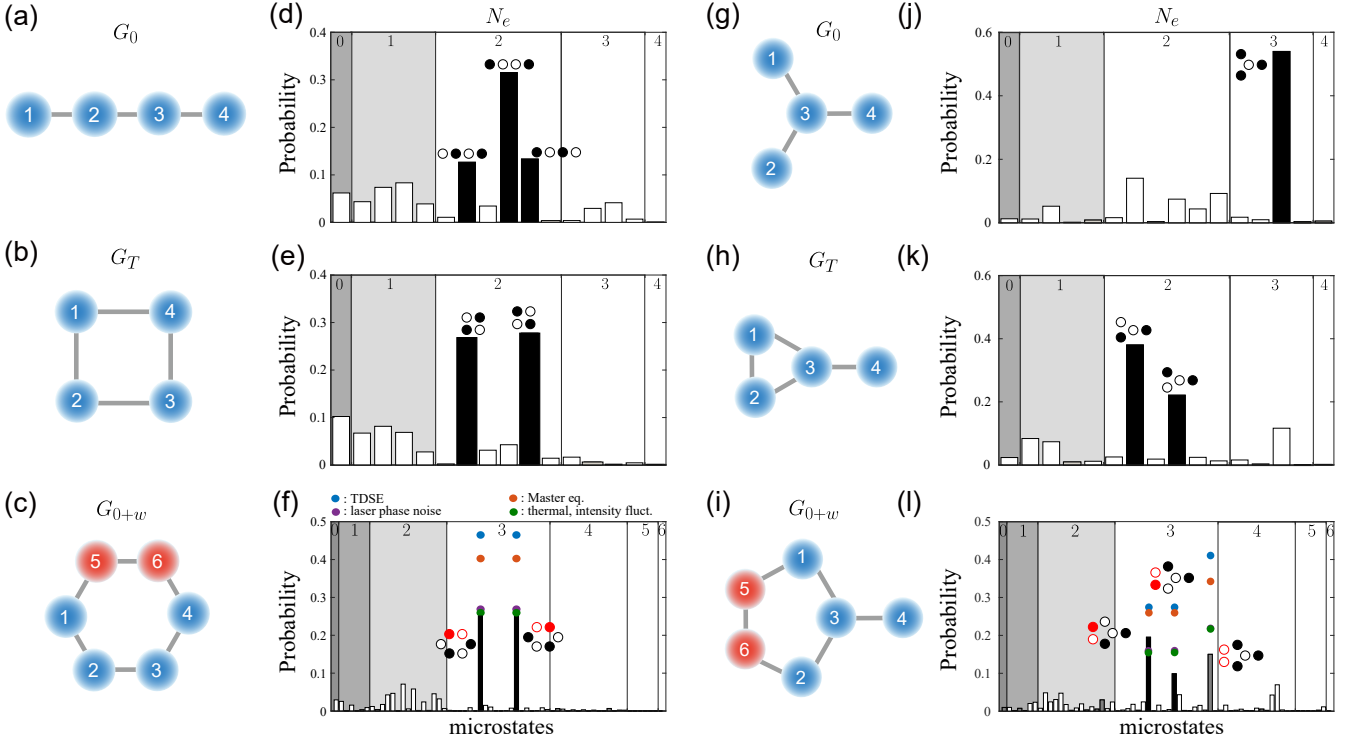 (a)
G₀
1 2 3 4
(b)
G_T
1 4
2 3
(c)
G₀₊w
5 6
1 4
2 3
(d)
N_e
Probability
0.4
0.3
0.2
0.1
0
0 1 2 3 4
(e)
Probability
0.4
0.3
0.2
0.1
0
0 1 2 3 4
(f)
: TDSE : Master eq.
: laser phase noise : thermal, intensity fluct.
Probability
0.5
0.4
0.3
0.2
0.1
0
0 1 2 3 4 5 6
microstates
(g)
G₀
1
3 4
2
(h)
G_T
1
3 4
2
(i)
G₀₊w
1
5
3 4
6
2
(j)
N_e
Probability
0.6
0.4
0.2
0
0 1 2 3 4
(k)
Probability
0.6
0.4
0.2
0
0 1 2 3 4
(l)
Probability
0.5
0.4
0.3
0.2
0.1
0
0 1 2 3 4 5 6
microstates